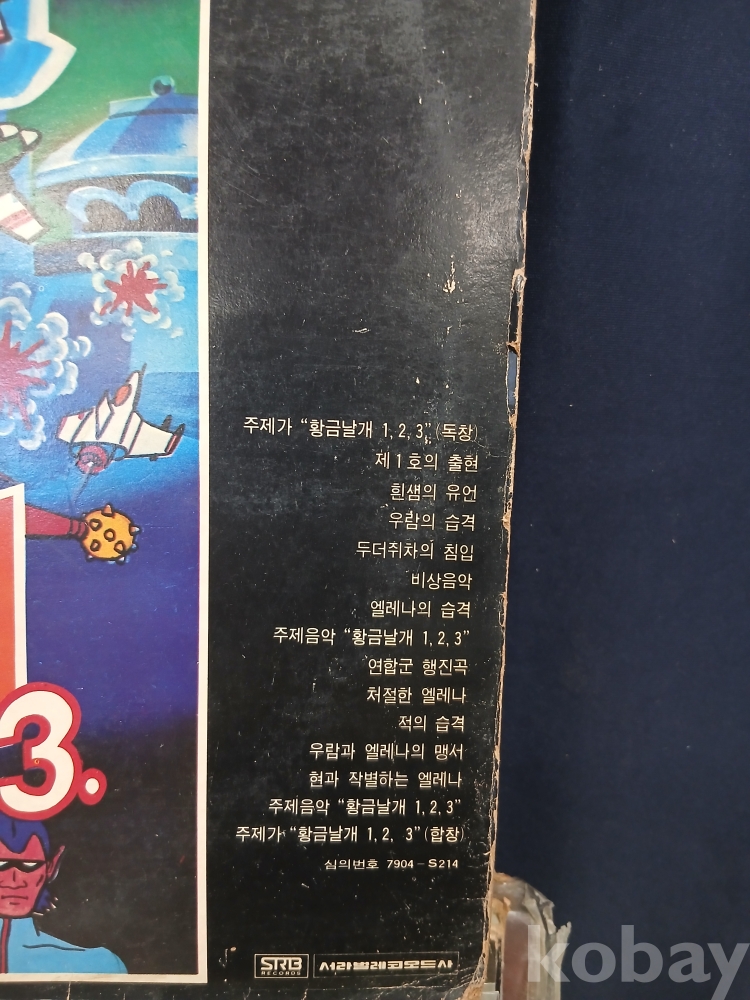 주제가 “황금날개 1, 2, 3” (독창)
제1호의 출현
흰샘의 유언
우람의 습격
두더쥐차의 침입
비상음악
엘레나의 습격
주제음악 “황금날개 1, 2, 3”
연합군 행진곡
처절한 엘레나
적의 습격
우람과 엘레나의 맹서
현과 작별하는 엘레나
주제음악 “황금날개 1, 2, 3”
주제가 “황금날개 1, 2, 3” (합창)
심의번호 7904-S214
3.
SRB
RECORDS
서라벌레코오드사
kobay